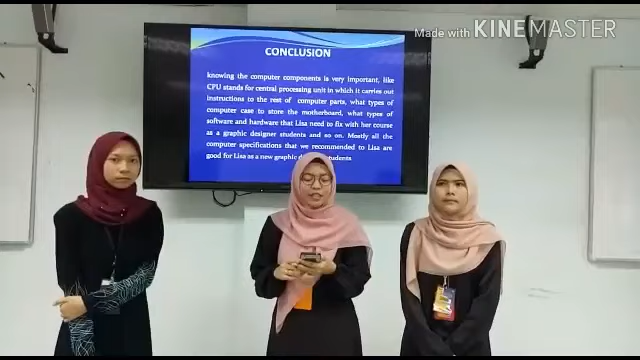 Made with KINEMASTER
CONCLUSION
knowing the computer components is very important, like
CPU stands for central processing unit in which it carries out
instructions to the rest of computer parts, what types of
computer case to store the motherboard, what types of
software and hardware that Lisa need to fix with her course
as a graphic designer students and so on. Mostly all the
computer specifications that we recommended to Lisa are
good for Lisa as a new graphic students